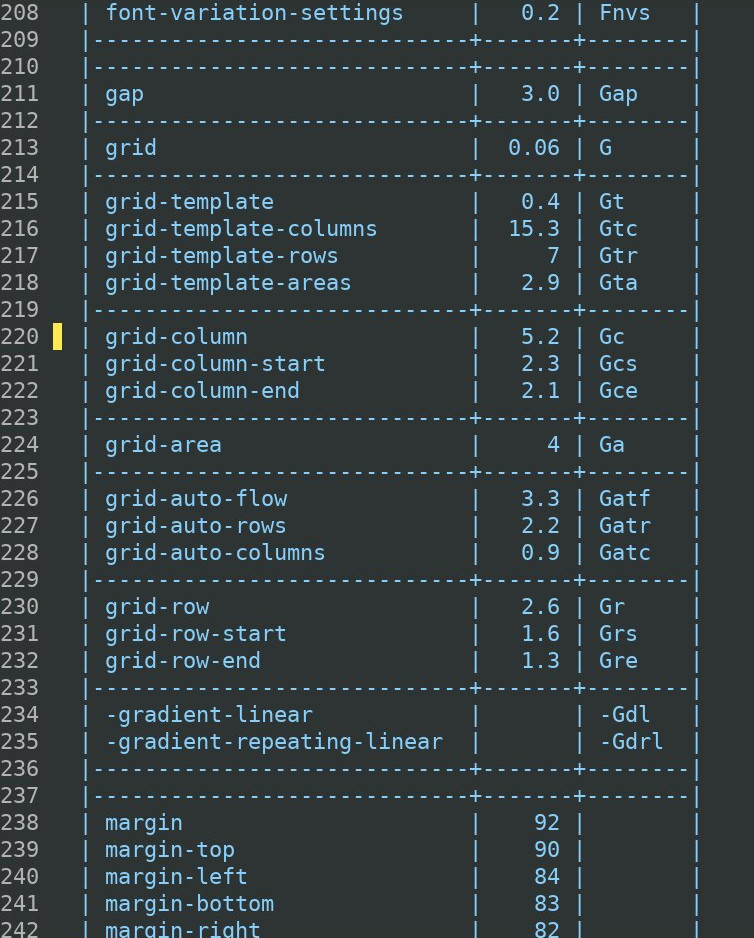 208 | font-variation-settings | 0.2 | Fnvs |
209 |-----------------------------+-------+--------|
210 |-----------------------------+-------+--------|
211 | gap | 3.0 | Gap |
212 |-----------------------------+-------+--------|
213 | grid | 0.06 | G |
214 |-----------------------------+-------+--------|
215 | grid-template | 0.4 | Gt |
216 | grid-template-columns | 15.3 | Gtc |
217 | grid-template-rows | 7 | Gtr |
218 | grid-template-areas | 2.9 | Gta |
219 |-----------------------------+-------+--------|
220 | grid-column | 5.2 | Gc |
221 | grid-column-start | 2.3 | Gcs |
222 | grid-column-end | 2.1 | Gce |
223 |-----------------------------+-------+--------|
224 | grid-area | 4 | Ga |
225 |-----------------------------+-------+--------|
226 | grid-auto-flow | 3.3 | Gatf |
227 | grid-auto-rows | 2.2 | Gatr |
228 | grid-auto-columns | 0.9 | Gatc |
229 |-----------------------------+-------+--------|
230 | grid-row | 2.6 | Gr |
231 | grid-row-start | 1.6 | Grs |
232 | grid-row-end | 1.3 | Gre |
233 |-----------------------------+-------+--------|
234 | -gradient-linear | | -Gdl |
235 | -gradient-repeating-linear | | -Gdrl |
236 |-----------------------------+-------+--------|
237 |-----------------------------+-------+--------|
238 | margin | 92 | |
239 | margin-top | 90 | |
240 | margin-left | 84 | |
241 | margin-bottom | 83 | |
242 | margin-right | 82 | |